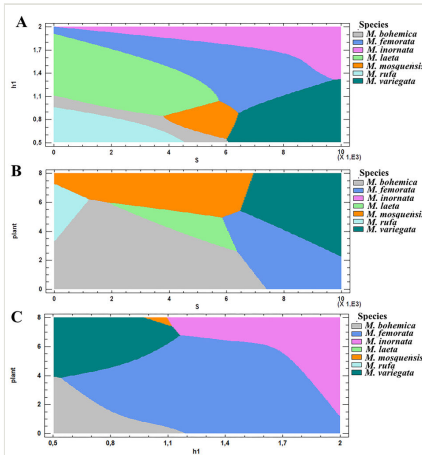 A
Species
M. bohemica
M. femorata
M. inornata
M. laeta
M. mosquensis
M. rufa
M. variegata
h1
2
1,7
1,4
1,1
0,8
0,5
0 2 4 6 8 10
S
(X 1,E3)
B
Species
M. bohemica
M. femorata
M. inornata
M. laeta
M. mosquensis
M. rufa
M. variegata
plant
8
6
4
2
0
0 2 4 6 8 10
S
(X 1,E3)
C
Species
M. bohemica
M. femorata
M. inornata
M. laeta
M. mosquensis
M. rufa
M. variegata
plant
8
6
4
2
0
0,5 0,8 1,1 1,4 1,7 2
h1